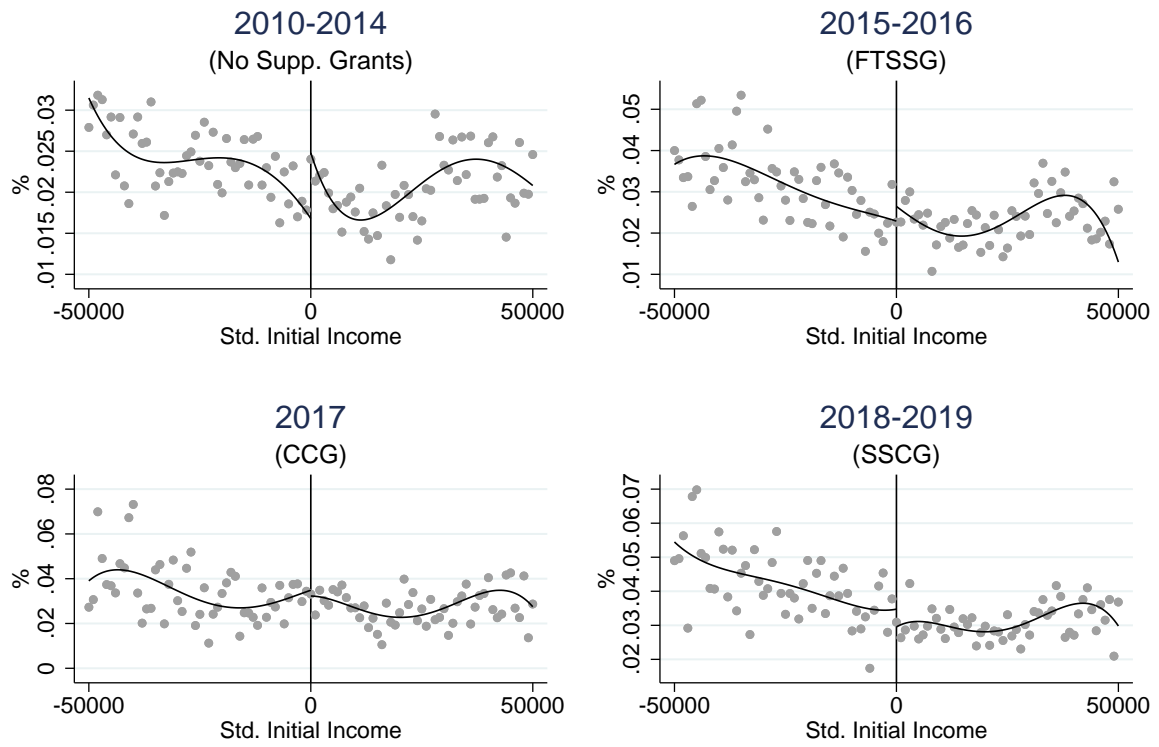 2010-2014
(No Supp. Grants)
%
.01 .015 .02 .025 .03
-50000 0 50000
Std. Initial Income
2015-2016
(FTSSG)
%
.01 .02 .03 .04 .05
-50000 0 50000
Std. Initial Income
2017
(CCG)
%
0 .02 .04 .06 .08
-50000 0 50000
Std. Initial Income
2018-2019
(SSCG)
%
.02 .03 .04 .05 .06 .07
-50000 0 50000
Std. Initial Income